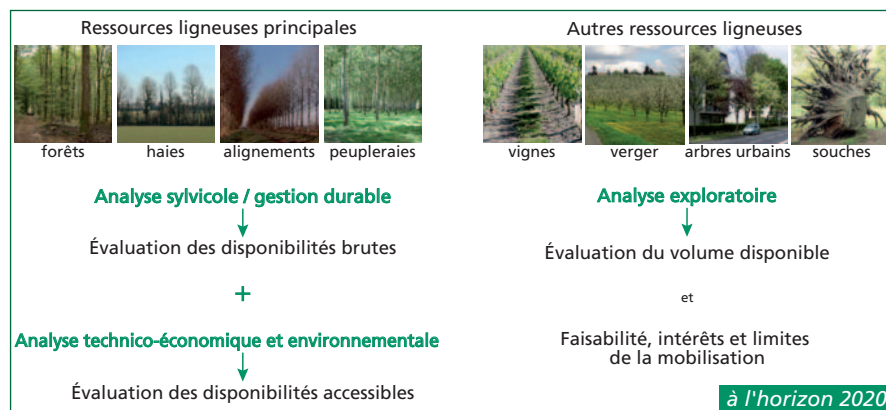 Ressources ligneuses principales
forêts haies alignements peupleraies
Analyse sylvicole / gestion durable
Évaluation des disponibilités brutes
+
Analyse technico-économique et environnementale
Évaluation des disponibilités accessibles
Autres ressources ligneuses
vignes verger arbres urbains souches
Analyse exploratoire
Évaluation du volume disponible
et
Faisabilité, intérêts et limites
de la mobilisation
à l'horizon 2020